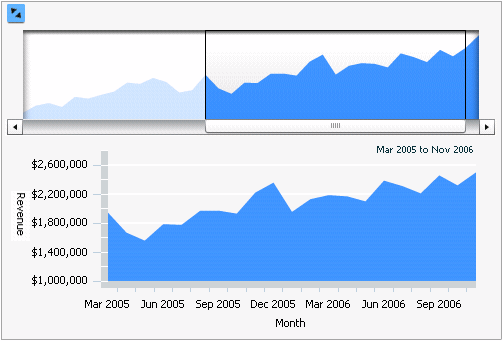 Mar 2005 to Nov 2006
$2,600,000
$2,200,000
$1,800,000
$1,400,000
$1,000,000
Revenue
Mar 2005 Jun 2005 Sep 2005 Dec 2005 Mar 2006 Jun 2006 Sep 2006
Month